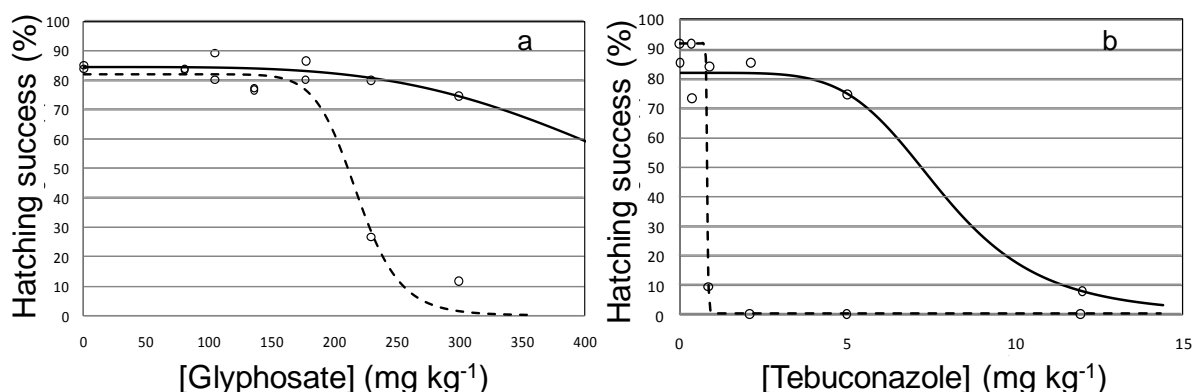 Hatching success (%)
100
90
80
70
60
50
40
30
20
10
0
a
0 50 100 150 200 250 300 350 400
[Glyphosate] (mg kg-1)
Hatching success (%)
100
90
80
70
60
50
40
30
20
10
0
b
0 5 10 15
[Tebuconazole] (mg kg-1)